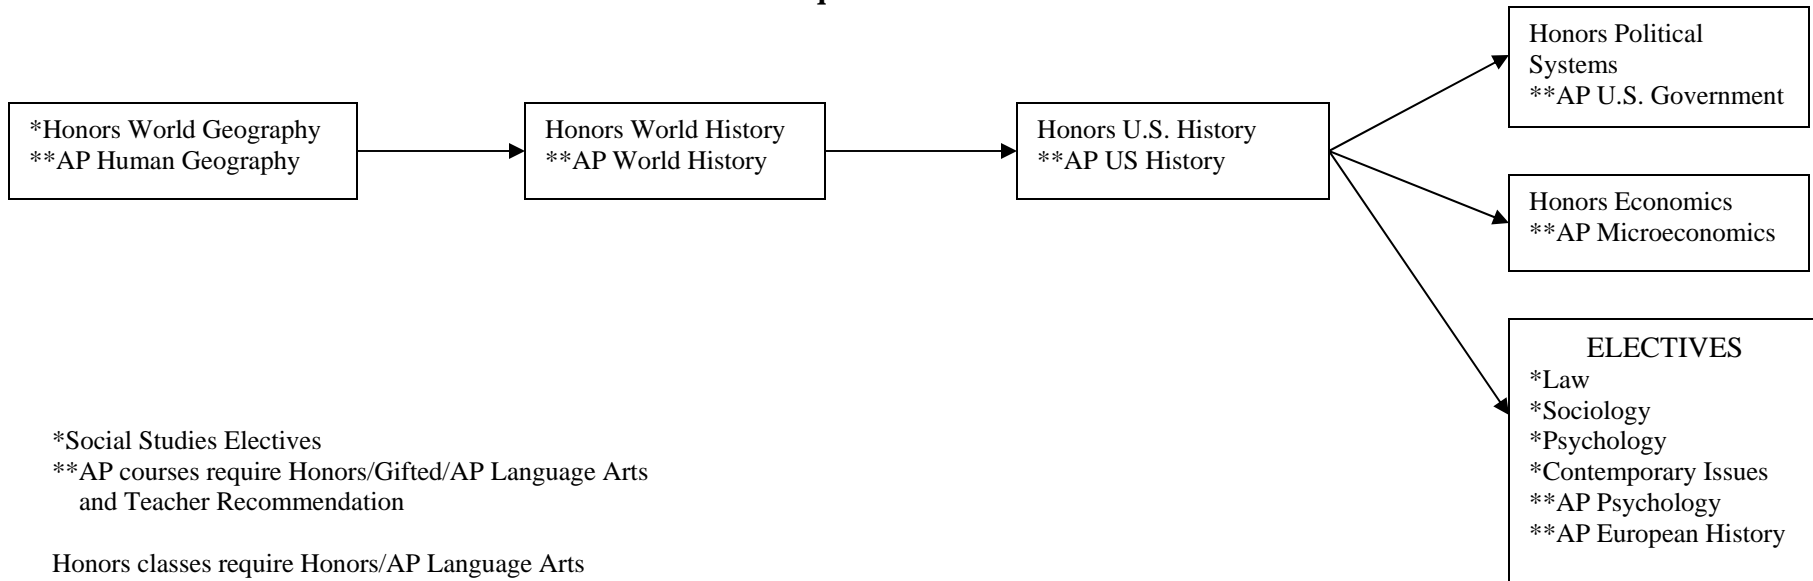 *Honors World Geography
**AP Human Geography
Honors World History
**AP World History
Honors U.S. History
**AP US History
Honors Political
Systems
**AP U.S. Government
Honors Economics
**AP Microeconomics
ELECTIVES
*Law
*Sociology
*Psychology
*Contemporary Issues
**AP Psychology
**AP European History
*Social Studies Electives
**AP courses require Honors/Gifted/AP Language Arts
and Teacher Recommendation
Honors classes require Honors/AP Language Arts